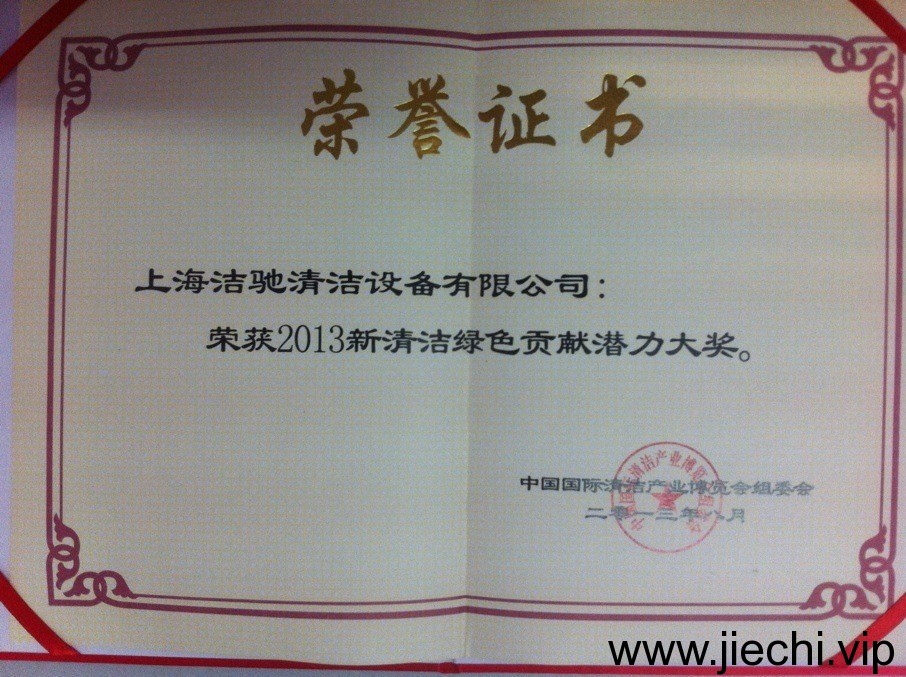 荣誉证书
上海洁驰清洁设备有限公司：
荣获2013新清洁绿色贡献潜力大奖。
中国国际清洁产业博览会组委会
二零一三年八月
www.jiechi.vip